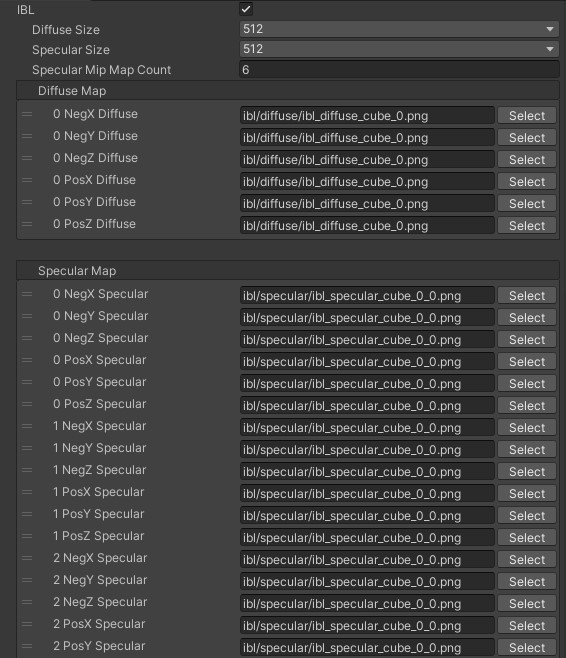 IBL
Diffuse Size 512
Specular Size 512
Specular Mip Map Count 6
Diffuse Map
0 NegX Diffuse ibl/diffuse/ibl_diffuse_cube_0.png Select
0 NegY Diffuse ibl/diffuse/ibl_diffuse_cube_0.png Select
0 NegZ Diffuse ibl/diffuse/ibl_diffuse_cube_0.png Select
0 PosX Diffuse ibl/diffuse/ibl_diffuse_cube_0.png Select
0 PosY Diffuse ibl/diffuse/ibl_diffuse_cube_0.png Select
0 PosZ Diffuse ibl/diffuse/ibl_diffuse_cube_0.png Select
Specular Map
0 NegX Specular ibl/specular/ibl_specular_cube_0_0.png Select
0 NegY Specular ibl/specular/ibl_specular_cube_0_0.png Select
0 NegZ Specular ibl/specular/ibl_specular_cube_0_0.png Select
0 PosX Specular ibl/specular/ibl_specular_cube_0_0.png Select
0 PosY Specular ibl/specular/ibl_specular_cube_0_0.png Select
0 PosZ Specular ibl/specular/ibl_specular_cube_0_0.png Select
1 NegX Specular ibl/specular/ibl_specular_cube_0_0.png Select
1 NegY Specular ibl/specular/ibl_specular_cube_0_0.png Select
1 NegZ Specular ibl/specular/ibl_specular_cube_0_0.png Select
1 PosX Specular ibl/specular/ibl_specular_cube_0_0.png Select
1 PosY Specular ibl/specular/ibl_specular_cube_0_0.png Select
1 PosZ Specular ibl/specular/ibl_specular_cube_0_0.png Select
2 NegX Specular ibl/specular/ibl_specular_cube_0_0.png Select
2 NegY Specular ibl/specular/ibl_specular_cube_0_0.png Select
2 NegZ Specular ibl/specular/ibl_specular_cube_0_0.png Select
2 PosX Specular ibl/specular/ibl_specular_cube_0_0.png Select
2 PosY Specular ibl/specular/ibl_specular_cube_0_0.png Select